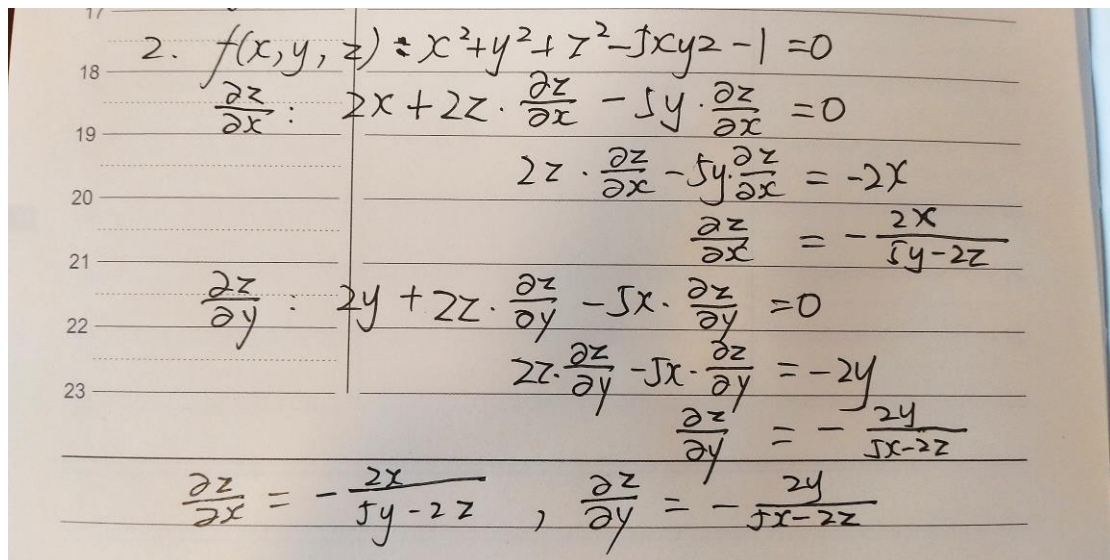 17
2. f(x, y, z) = x²+y²+z²-5xyz-1=0
18
∂z/∂x : 2x + 2z · ∂z/∂x - 5y · ∂z/∂x = 0
19
2z · ∂z/∂x - 5y · ∂z/∂x = -2x
20
∂z/∂x = - 2x/(5y-2z)
21
∂z/∂y : 2y + 2z · ∂z/∂y - 5x · ∂z/∂y = 0
22
2z · ∂z/∂y - 5x · ∂z/∂y = -2y
23
∂z/∂y = - 2y/(5x-2z)
∂z/∂x = - 2x/(5y-2z) , ∂z/∂y = - 2y/(5x-2z)